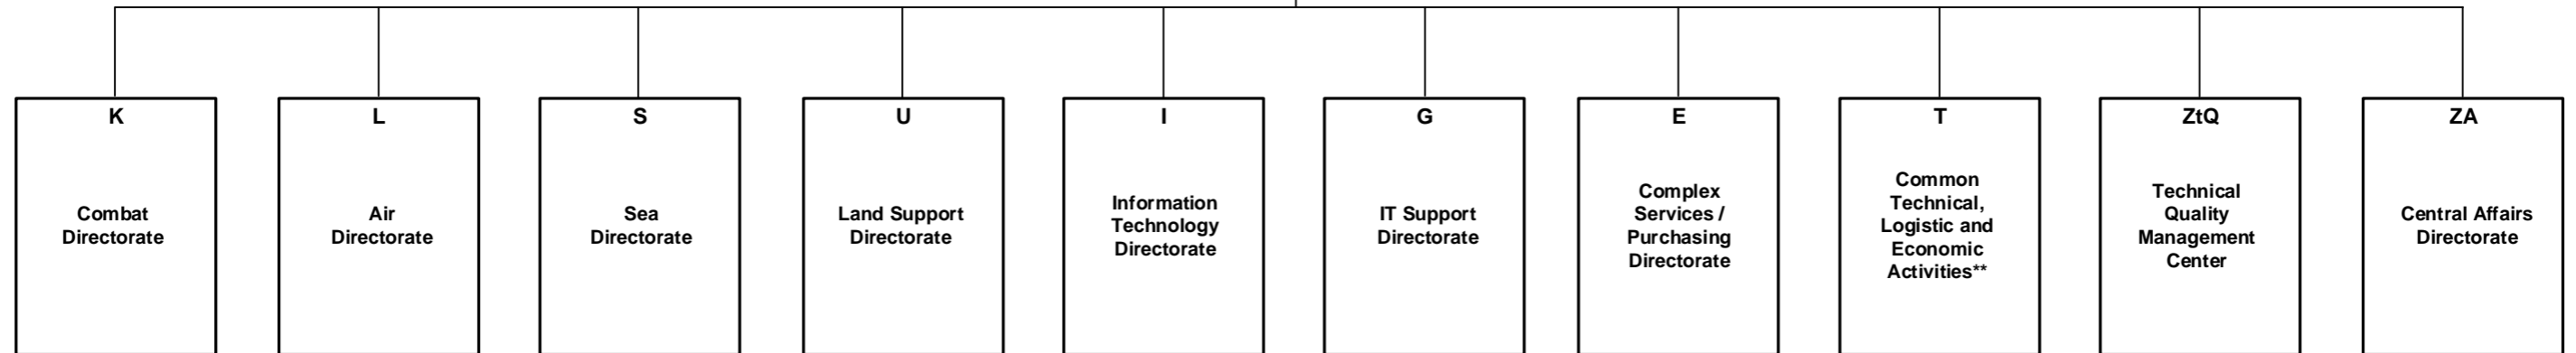 K
Combat
Directorate
L
Air
Directorate
S
Sea
Directorate
U
Land Support
Directorate
I
Information
Technology
Directorate
G
IT Support
Directorate
E
Complex
Services /
Purchasing
Directorate
T
Common
Technical,
Logistic and
Economic
Activities**
ZtQ
Technical
Quality
Management
Center
ZA
Central Affairs
Directorate